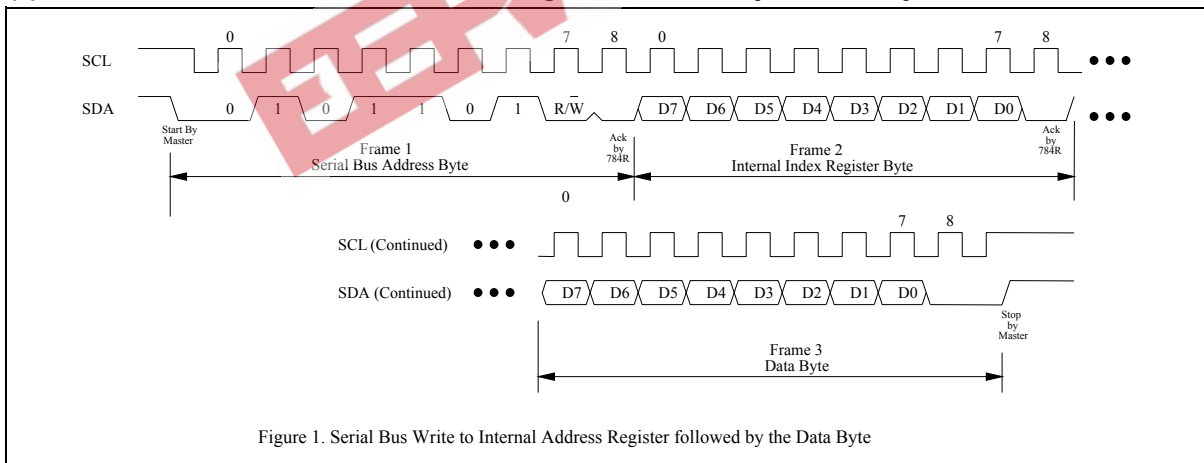 0 7 8 0 7 8
SCL
SDA 0 1 0 1 1 0 1 R/W̅ D7 D6 D5 D4 D3 D2 D1 D0
Start By
Master
Ack
by
784R
Ack
by
784R
Frame 1
Serial Bus Address Byte
Frame 2
Internal Index Register Byte
0 7 8
SCL (Continued)
SDA (Continued) D7 D6 D5 D4 D3 D2 D1 D0
Stop
by
Master
Frame 3
Data Byte
Figure 1. Serial Bus Write to Internal Address Register followed by the Data Byte